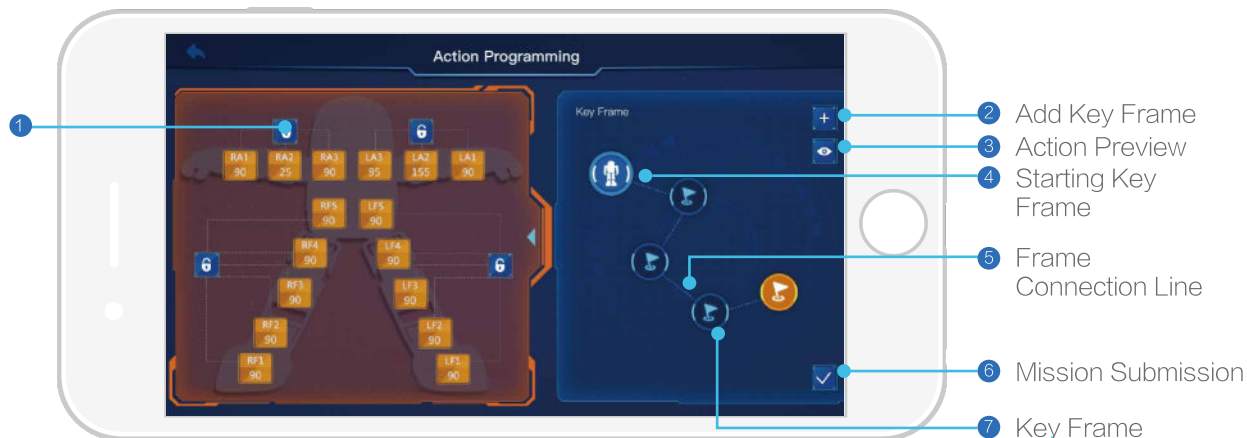 Action Programming
Key Frame
RA1
90
RA2
25
RA3
90
LA3
95
LA2
155
LA1
90
RF5
90
LF5
90
RF4
90
LF4
90
RF3
90
LF3
90
RF2
90
LF2
90
RF1
90
LF1
90
1
2 Add Key Frame
3 Action Preview
4 Starting Key
Frame
5 Frame
Connection Line
6 Mission Submission
7 Key Frame